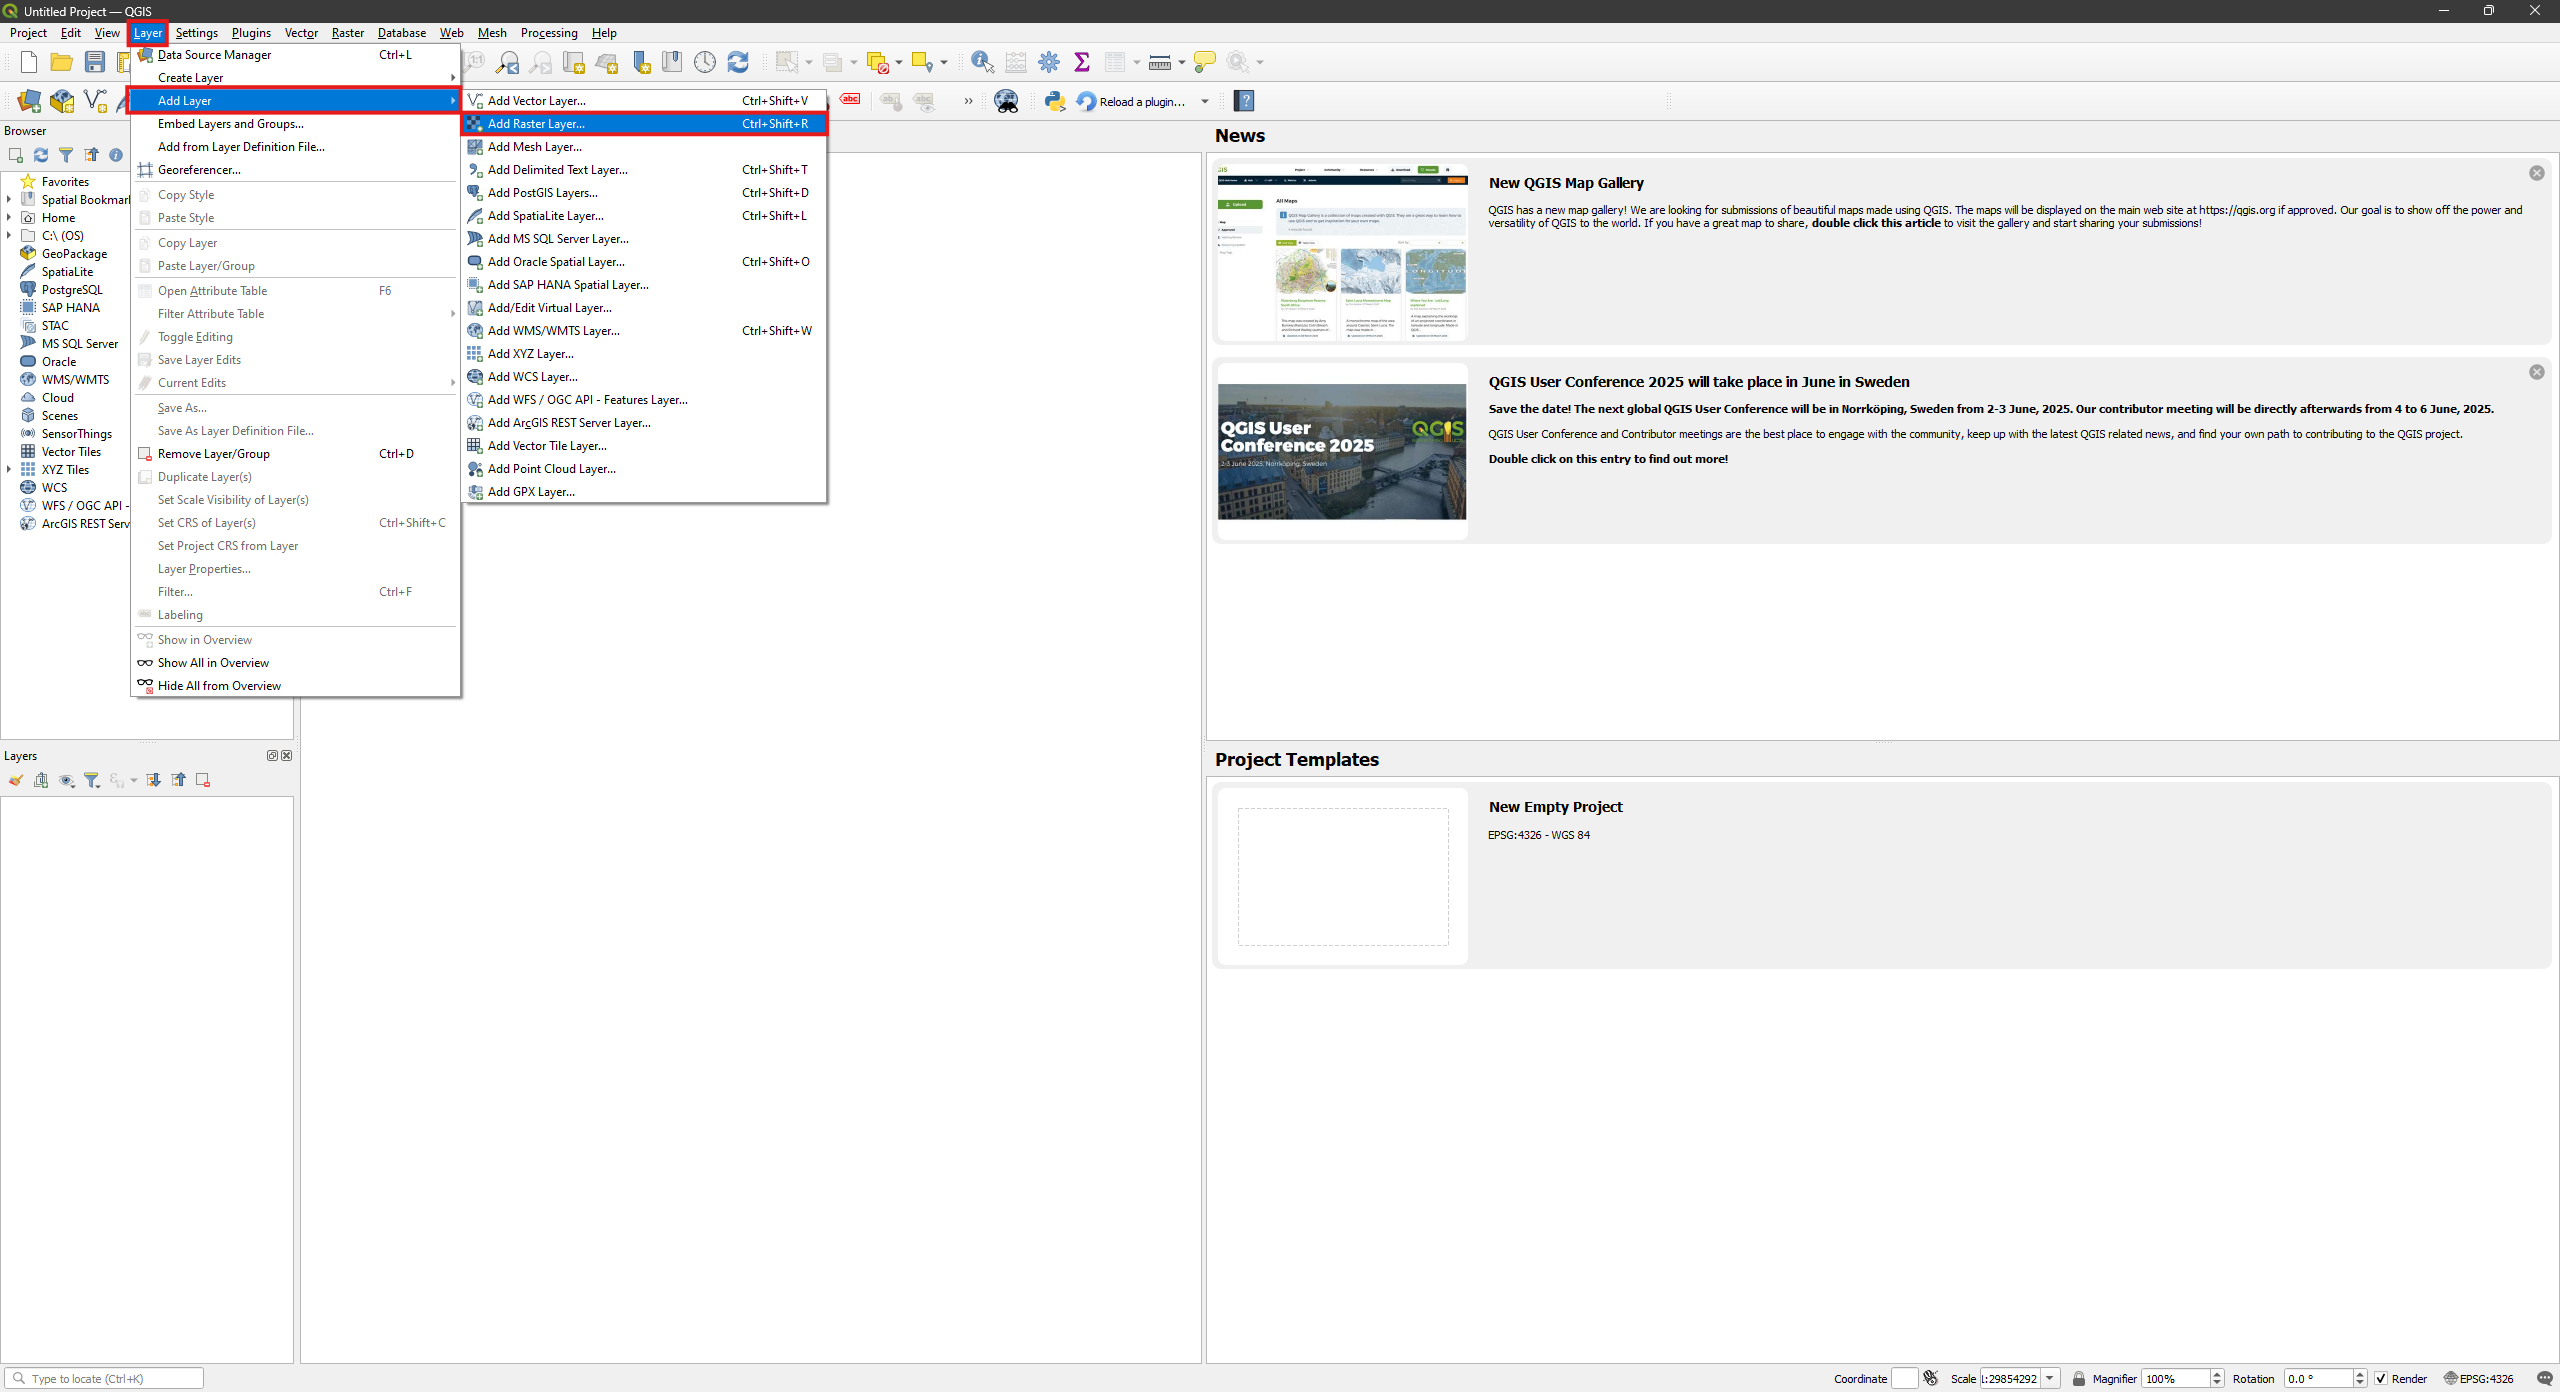 Untitled Project — QGIS
Project Edit View Layer Settings Plugins Vector Raster Database Web Mesh Processing Help
Data Source Manager Ctrl+L
Create Layer
Add Layer
Embed Layers and Groups...
Add from Layer Definition File...
Georeferencer...
Copy Style
Paste Style
Copy Layer
Paste Layer/Group
Open Attribute Table F6
Filter Attribute Table
Toggle Editing
Save Layer Edits
Current Edits
Save As...
Save As Layer Definition File...
Remove Layer/Group Ctrl+D
Duplicate Layer(s)
Set Scale Visibility of Layer(s)
Set CRS of Layer(s) Ctrl+Shift+C
Set Project CRS from Layer
Layer Properties...
Filter... Ctrl+F
Labeling
Show in Overview
Show All in Overview
Hide All from Overview
Add Vector Layer... Ctrl+Shift+V
Add Raster Layer... Ctrl+Shift+R
Add Mesh Layer...
Add Delimited Text Layer... Ctrl+Shift+T
Add PostGIS Layers... Ctrl+Shift+D
Add SpatiaLite Layer... Ctrl+Shift+L
Add MS SQL Server Layer...
Add Oracle Spatial Layer... Ctrl+Shift+O
Add SAP HANA Spatial Layer...
Add/Edit Virtual Layer...
Add WMS/WMTS Layer... Ctrl+Shift+W
Add XYZ Layer...
Add WCS Layer...
Add WFS / OGC API - Features Layer...
Add ArcGIS REST Server Layer...
Add Vector Tile Layer...
Add Point Cloud Layer...
Add GPX Layer...
abc
Reload a plugin...
Browser
Favorites
Spatial Bookmar
Home
C:\ (OS)
GeoPackage
SpatiaLite
PostgreSQL
SAP HANA
STAC
MS SQL Server
Oracle
WMS/WMTS
Cloud
Scenes
SensorThings
Vector Tiles
XYZ Tiles
WCS
WFS / OGC API -
ArcGIS REST Serv
Layers
News
New QGIS Map Gallery
QGIS has a new map gallery! We are looking for submissions of beautiful maps made using QGIS. The maps will be displayed on the main web site at https://qgis.org if approved. Our goal is to show off the power and
versatility of QGIS to the world. If you have a great map to share, double click this article to visit the gallery and start sharing your submissions!
All Maps
QGIS User
Conference 2025
2-3 June 2025, Norrköping, Sweden
QGIS
QGIS User Conference 2025 will take place in June in Sweden
Save the date! The next global QGIS User Conference will be in Norrköping, Sweden from 2-3 June, 2025. Our contributor meeting will be directly afterwards from 4 to 6 June, 2025.
QGIS User Conference and Contributor meetings are the best place to engage with the community, keep up with the latest QGIS related news, and find your own path to contributing to the QGIS project.
Double click on this entry to find out more!
Project Templates
New Empty Project
EPSG:4326 - WGS 84
Type to locate (Ctrl+K)
Coordinate Scale 1:29854292 Magnifier 100% Rotation 0.0 ° Render EPSG:4326